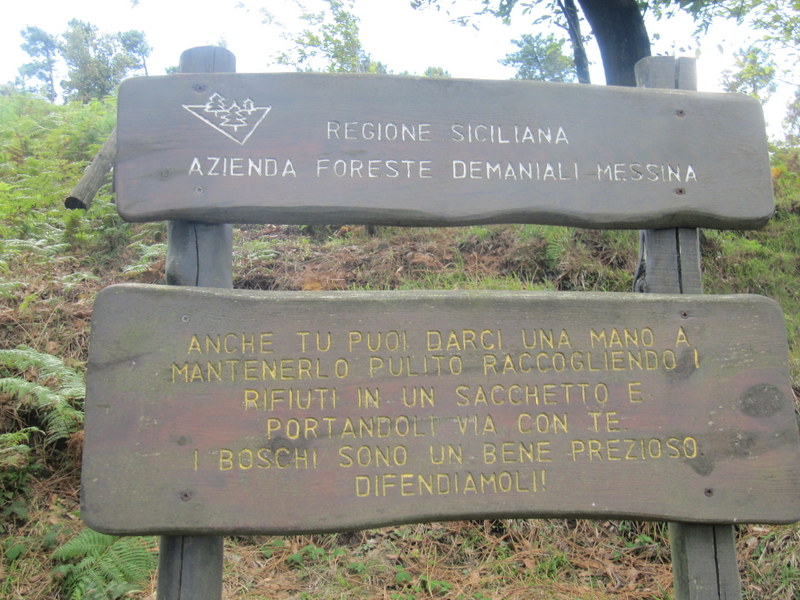 REGIONE SICILIANA
AZIENDA FORESTE DEMANIALI MESSINA
ANCHE TU PUOI DARCI UNA MANO A
MANTENERLO PULITO RACCOGLIENDO I
RIFIUTI IN UN SACCHETTO E
PORTANDOLI VIA CON TE.
I BOSCHI SONO UN BENE PREZIOSO.
DIFENDIAMOLI!